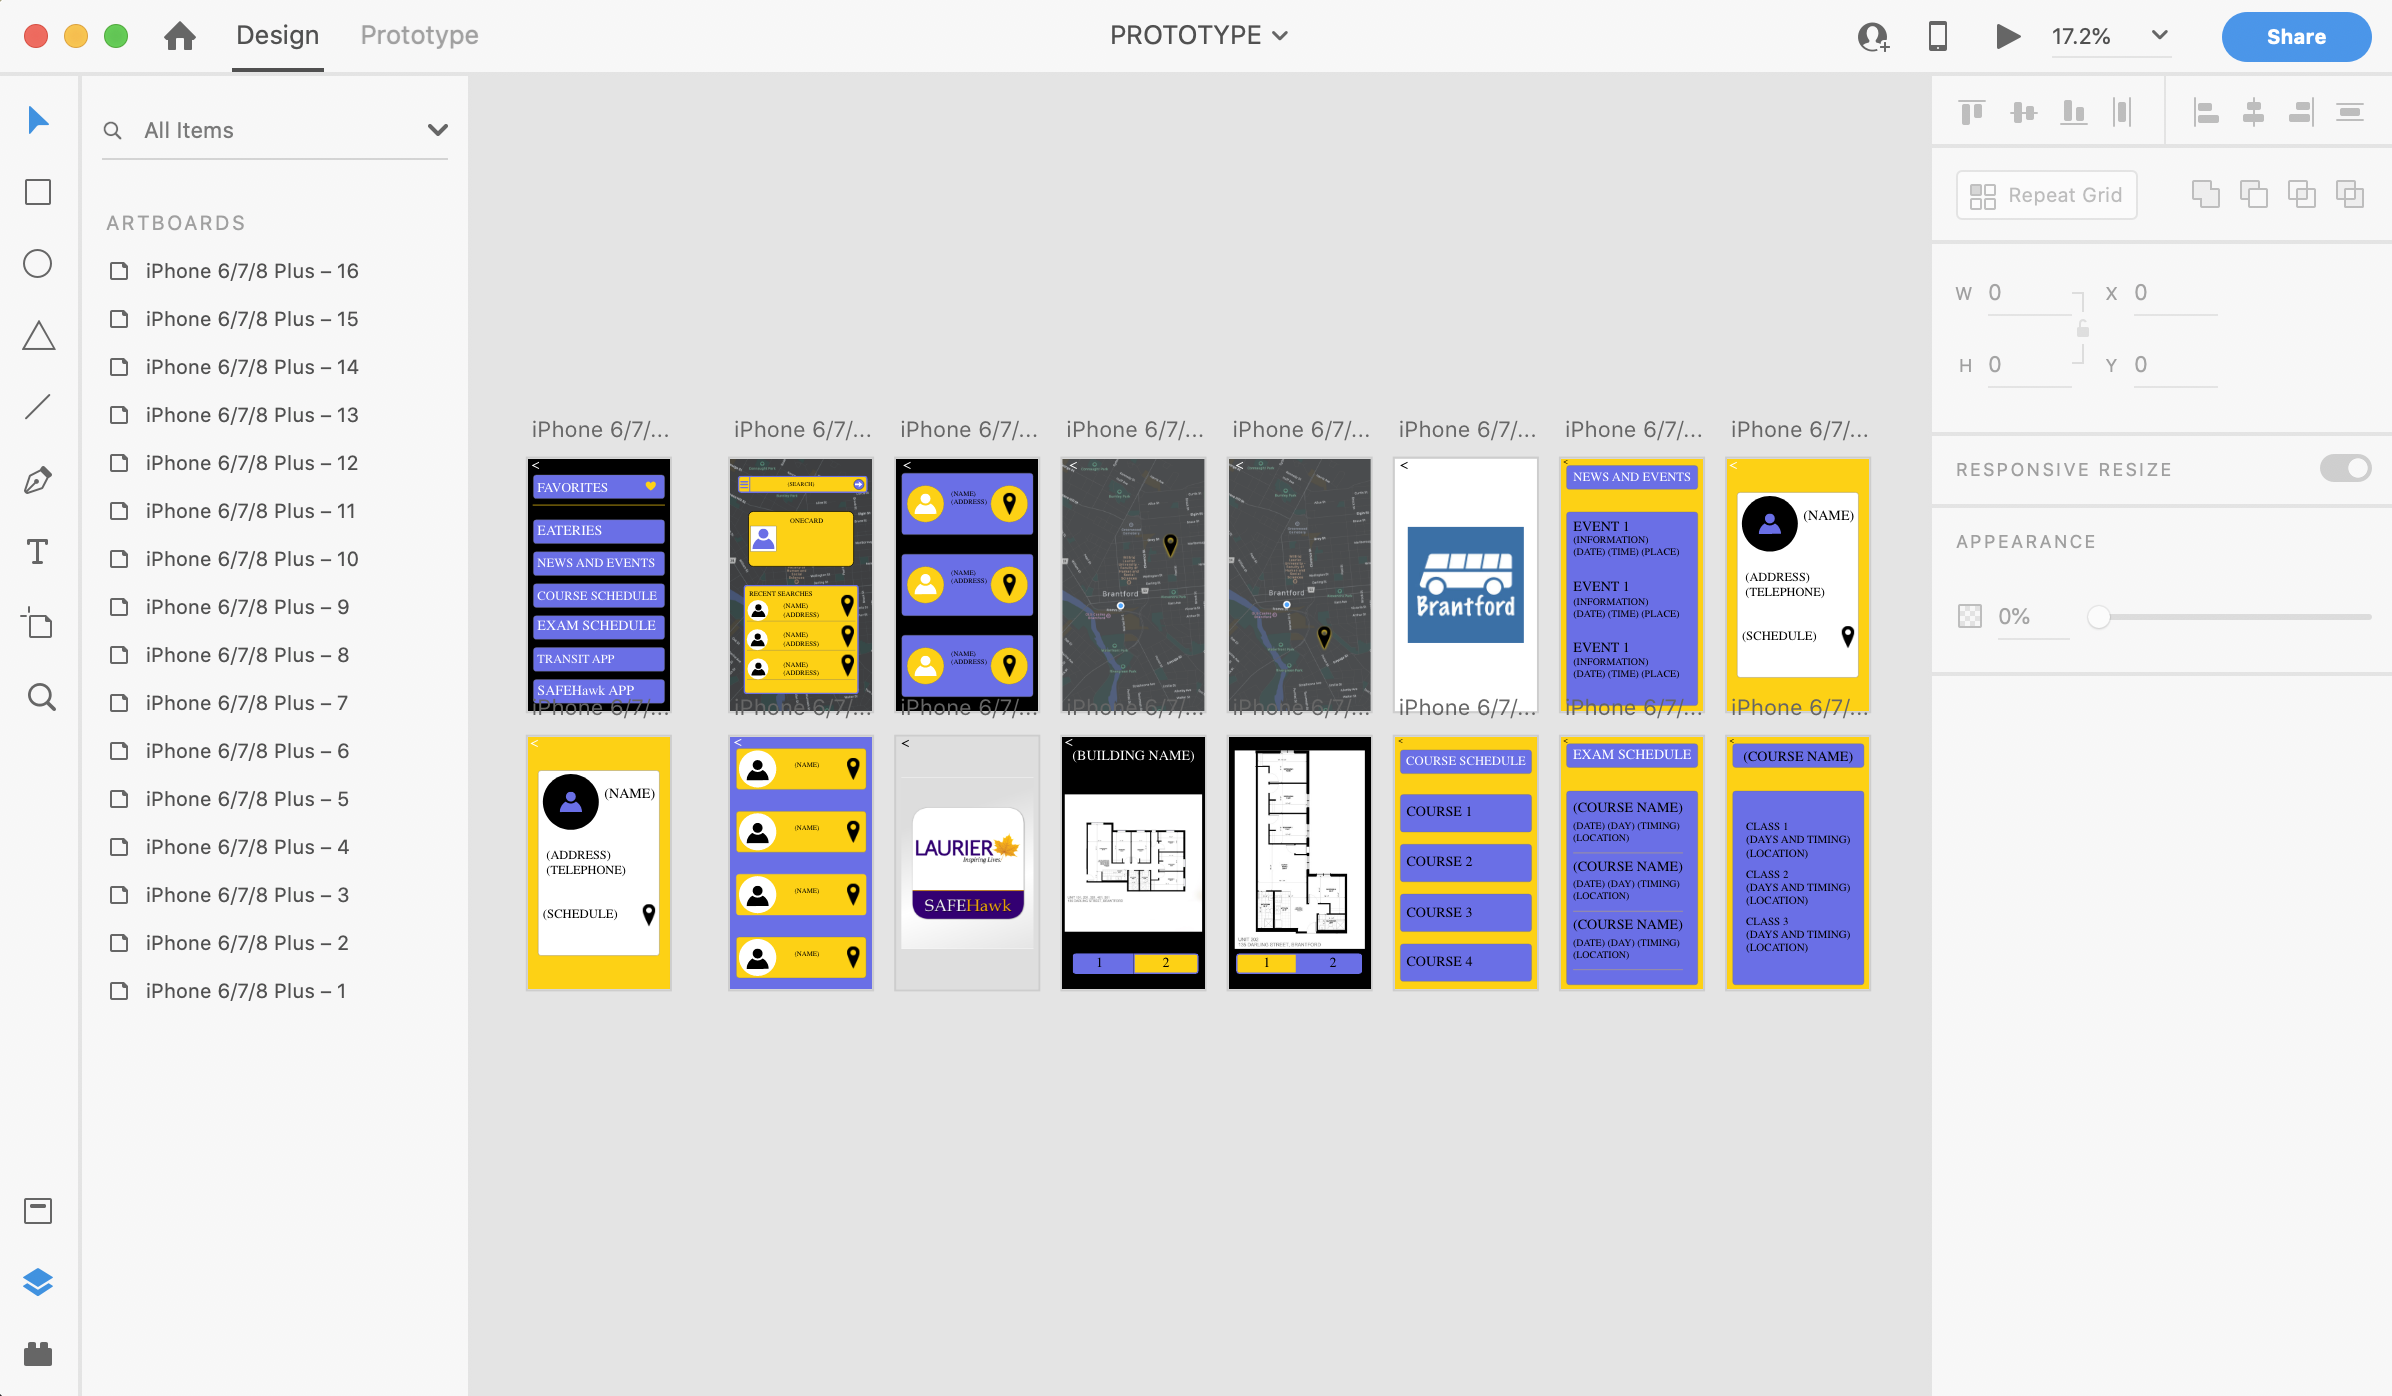 Design
Prototype
PROTOTYPE
17.2%
Share
All Items
ARTBOARDS
iPhone 6/7/8 Plus – 16
iPhone 6/7/8 Plus – 15
iPhone 6/7/8 Plus – 14
iPhone 6/7/8 Plus – 13
iPhone 6/7/8 Plus – 12
iPhone 6/7/8 Plus – 11
iPhone 6/7/8 Plus – 10
iPhone 6/7/8 Plus – 9
iPhone 6/7/8 Plus – 8
iPhone 6/7/8 Plus – 7
iPhone 6/7/8 Plus – 6
iPhone 6/7/8 Plus – 5
iPhone 6/7/8 Plus – 4
iPhone 6/7/8 Plus – 3
iPhone 6/7/8 Plus – 2
iPhone 6/7/8 Plus – 1
iPhone 6/7/...
<
FAVORITES
EATERIES
NEWS AND EVENTS
COURSE SCHEDULE
EXAM SCHEDULE
TRANSIT APP
SAFEHawk APP
iPhone 6/7/...
(SEARCH)
ONECARD
RECENT SEARCHES
(NAME)
(ADDRESS)
(NAME)
(ADDRESS)
(NAME)
(ADDRESS)
iPhone 6/7/...
<
(NAME)
(ADDRESS)
(NAME)
(ADDRESS)
(NAME)
(ADDRESS)
iPhone 6/7/...
<
Brantford
iPhone 6/7/...
<
Brantford
iPhone 6/7/...
<
Brantford
iPhone 6/7/...
<
NEWS AND EVENTS
EVENT 1
(INFORMATION)
(DATE) (TIME) (PLACE)
EVENT 1
(INFORMATION)
(DATE) (TIME) (PLACE)
EVENT 1
(INFORMATION)
(DATE) (TIME) (PLACE)
iPhone 6/7/...
<
(NAME)
(ADDRESS)
(TELEPHONE)
(SCHEDULE)
iPhone 6/7/...
<
(NAME)
(ADDRESS)
(TELEPHONE)
(SCHEDULE)
iPhone 6/7/...
<
(NAME)
(NAME)
(NAME)
(NAME)
iPhone 6/7/...
<
LAURIER
Inspiring Lives.
SAFEHawk
iPhone 6/7/...
<
(BUILDING NAME)
1
2
iPhone 6/7/...
1
2
iPhone 6/7/...
<
COURSE SCHEDULE
COURSE 1
COURSE 2
COURSE 3
COURSE 4
iPhone 6/7/...
<
EXAM SCHEDULE
(COURSE NAME)
(DATE) (DAY) (TIMING)
(LOCATION)
(COURSE NAME)
(DATE) (DAY) (TIMING)
(LOCATION)
(COURSE NAME)
(DATE) (DAY) (TIMING)
(LOCATION)
iPhone 6/7/...
<
(COURSE NAME)
CLASS 1
(DAYS AND TIMING)
(LOCATION)
CLASS 2
(DAYS AND TIMING)
(LOCATION)
CLASS 3
(DAYS AND TIMING)
(LOCATION)
Repeat Grid
W 0
X 0
H 0
Y 0
RESPONSIVE RESIZE
APPEARANCE
0%